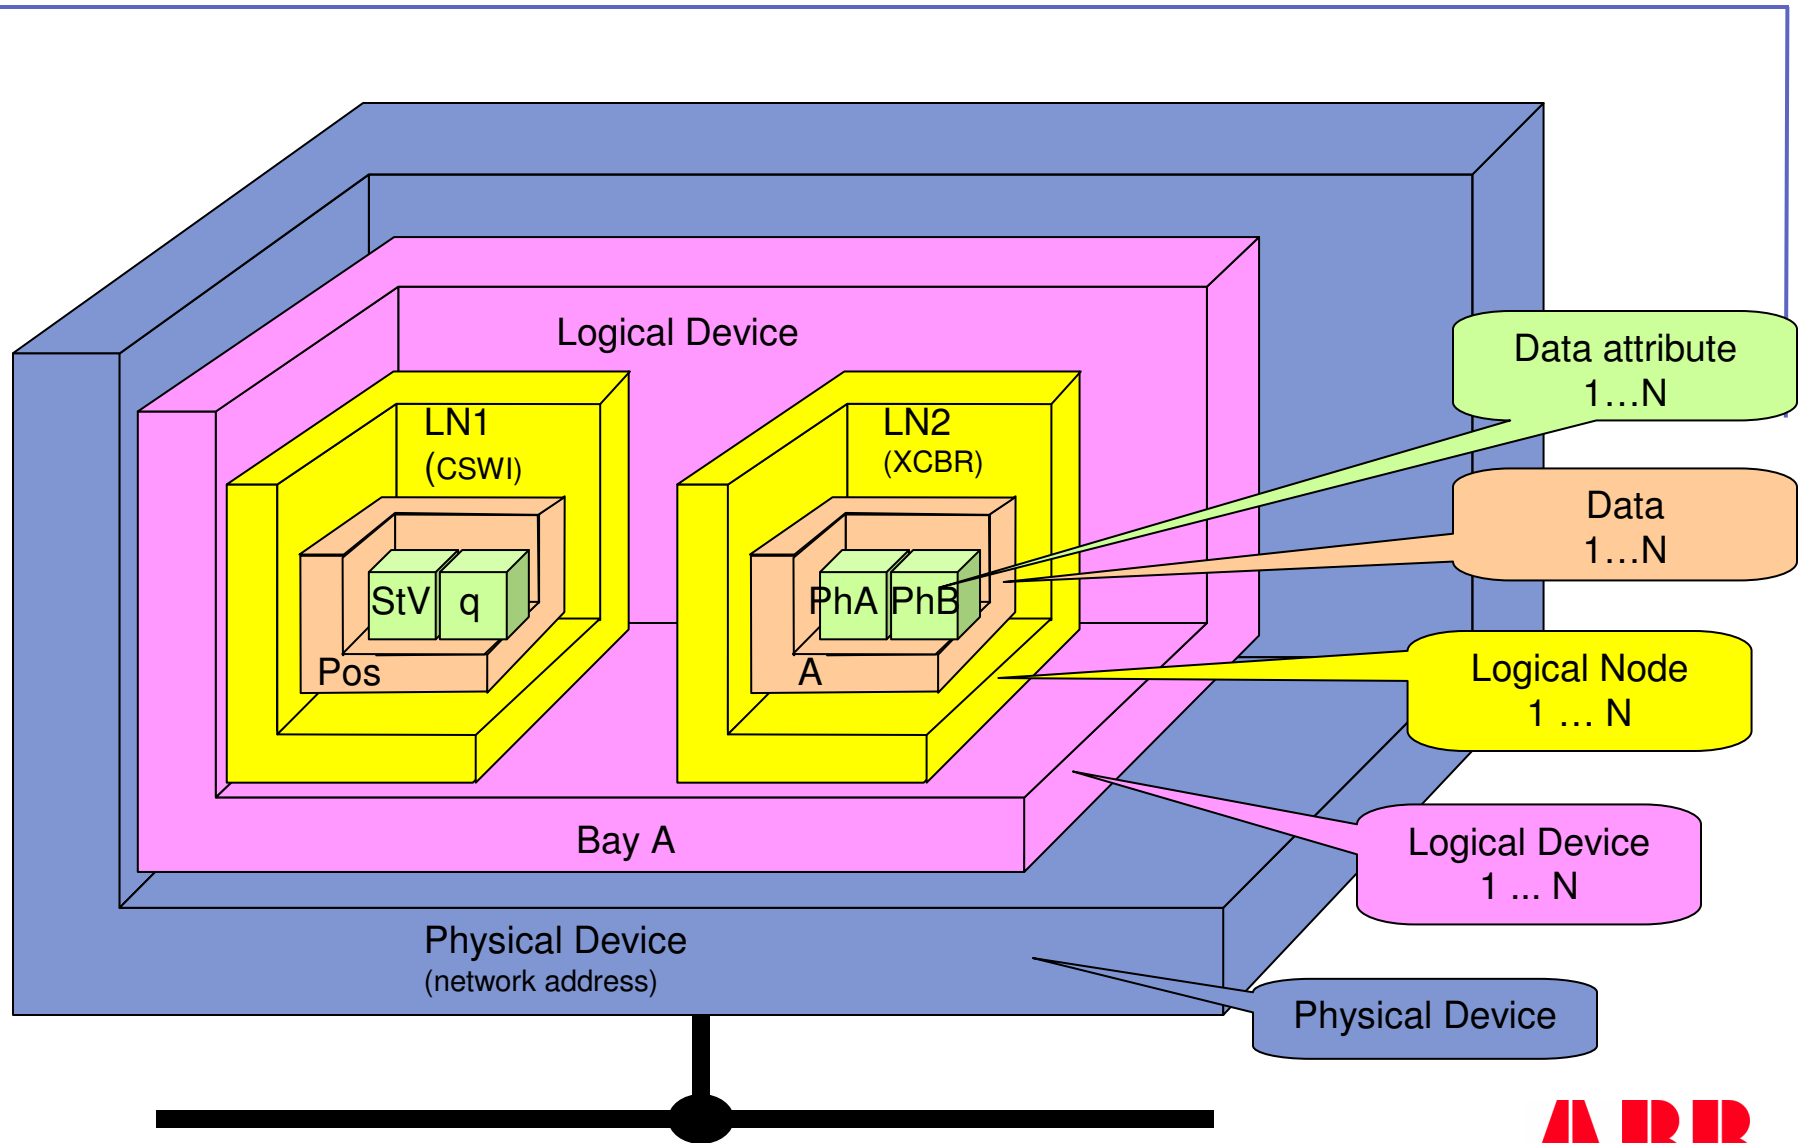 Logical Device
LN1
(CSWI)
LN2
(XCBR)
StV
q
Pos
PhA
PhB
A
Bay A
Physical Device
(network address)
Data attribute
1...N
Data
1...N
Logical Node
1 ... N
Logical Device
1 ... N
Physical Device
ABB